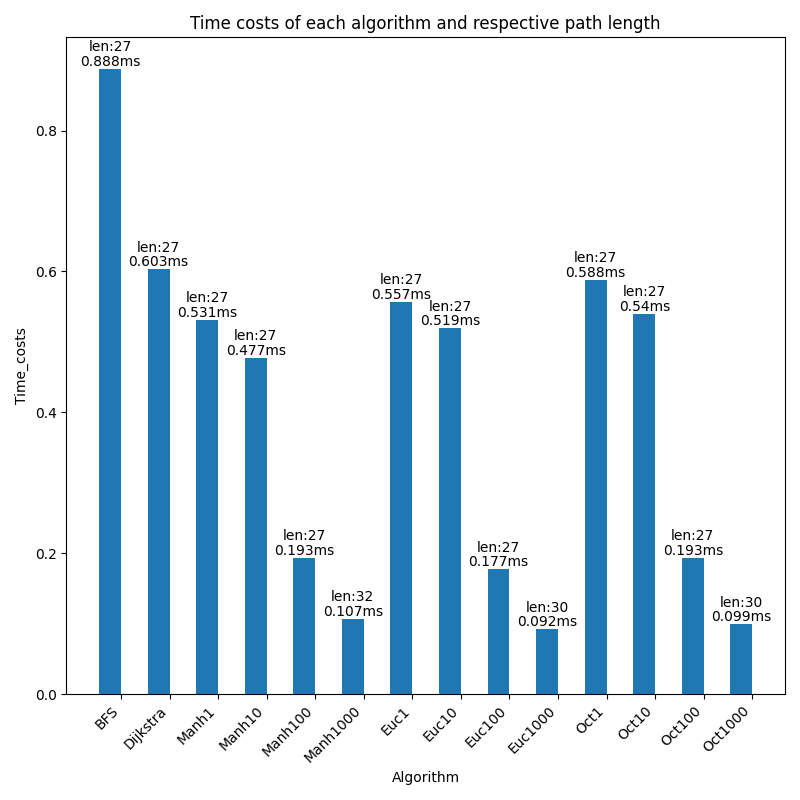 Time costs of each algorithm and respective path length
len:27
0.888ms
len:27
0.603ms
len:27
0.531ms
len:27
0.477ms
len:27
0.193ms
len:32
0.107ms
len:27
0.557ms
len:27
0.519ms
len:27
0.177ms
len:30
0.092ms
len:27
0.588ms
len:27
0.54ms
len:27
0.193ms
len:30
0.099ms
Time_costs
0.8
0.6
0.4
0.2
0.0
BFS
Dijkstra
Manh1
Manh10
Manh100
Manh1000
Euc1
Euc10
Euc100
Euc1000
Oct1
Oct10
Oct100
Oct1000
Algorithm